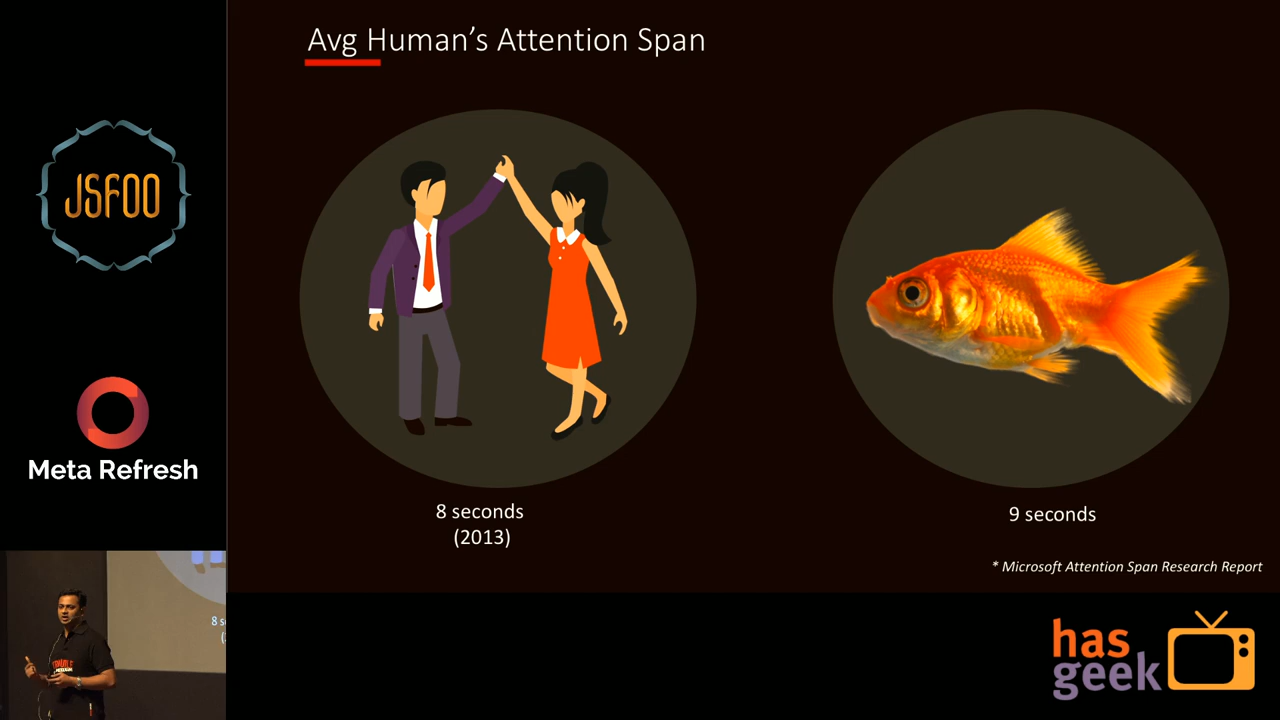 Avg Human's Attention Span
JSFOO
Meta Refresh
8 seconds
(2013)
9 seconds
* Microsoft Attention Span Research Report
has
geek